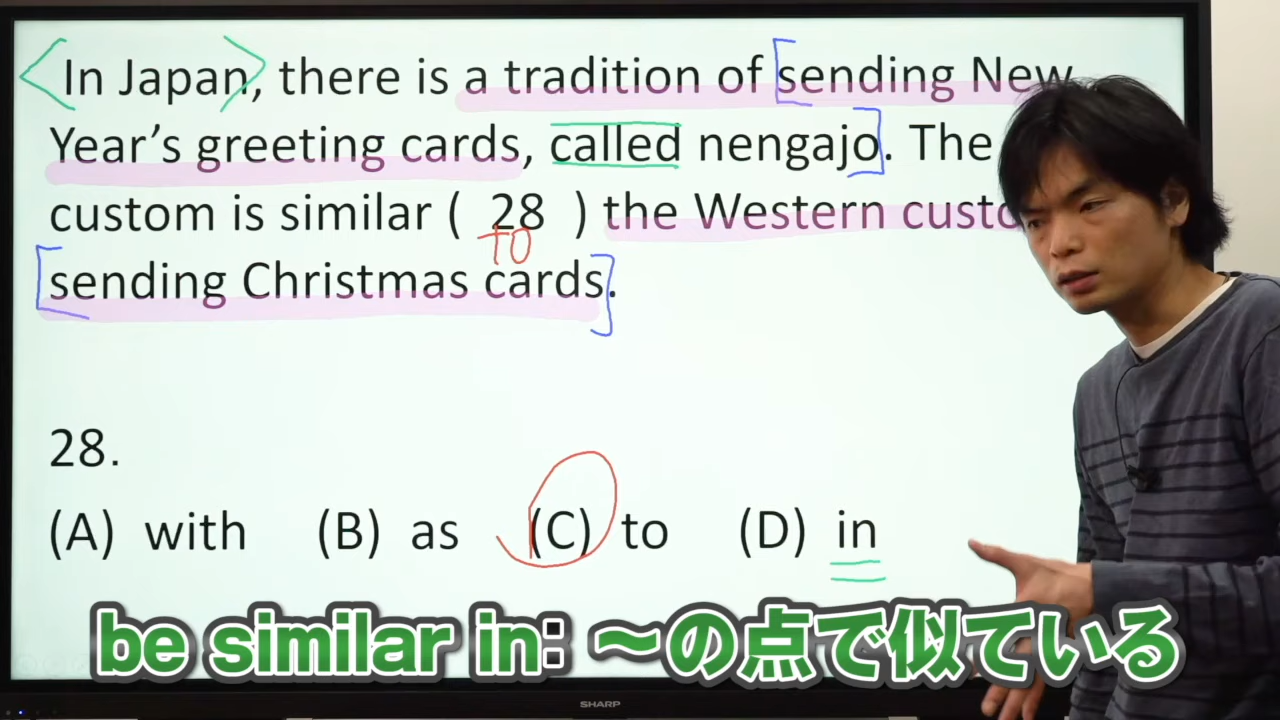 In Japan, there is a tradition of sending New
Year's greeting cards, called nengajo. The
custom is similar ( 28 ) the Western custo
to
sending Christmas cards.
28.
(A) with (B) as (C) to (D) in
be similar in: ～の点で似ている
SHARP